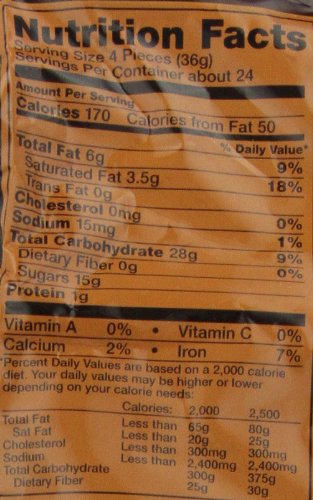 Nutrition Facts
Serving Size 4 Pieces (36g)
Servings Per Container about 24
Amount Per Serving
Calories 170 Calories from Fat 50
% Daily Value*
Total Fat 6g 9%
Saturated Fat 3.5g 18%
Trans Fat 0g
Cholesterol 0mg 0%
Sodium 15mg 1%
Total Carbohydrate 28g 9%
Dietary Fiber 0g 0%
Sugars 15g
Protein
Vitamin A 0% • Vitamin C 0%
Calcium 2% • Iron 7%
*Percent Daily Values are based on a 2,000 calorie
diet. Your daily values may be higher or lower
depending on your calorie needs:
Calories: 2,000 2,500
Total Fat Less than 65g 80g
Sat Fat Less than 20g 25g
Cholesterol Less than 300mg 300mg
Sodium Less than 2,400mg 2,400mg
Total Carbohydrate 300g 375g
Dietary Fiber 25g 30g